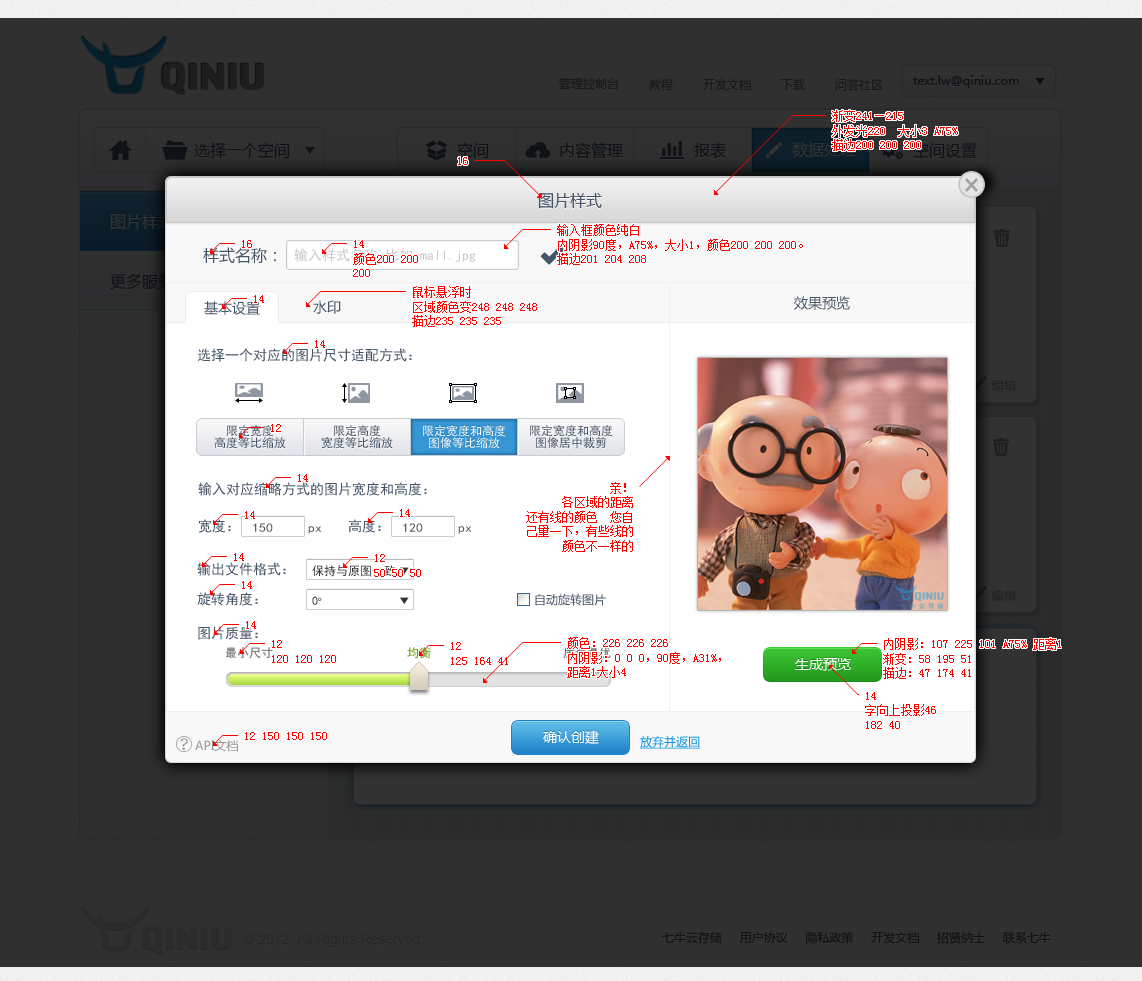 QINIU
管理控制台 教程 开发文档 下载 问答社区 text.lw@qiniu.com
渐变241—215
外发光220 大小3 A75%
描边200 200 200
选择一个空间 空间 内容管理 报表 空间设置
16
图片样式
图片样式
样式名称：
16
14
颜色200 200
200
输入框颜色纯白
内阴影90度，A75%，大小1，颜色200 200 200。
描边201 204 208
更多服务
基本设置
14
水印
鼠标悬浮时
区域颜色变248 248 248
描边235 235 235
效果预览
选择一个对应的图片尺寸适配方式：
14
编辑
限定宽度
高度等比缩放
12
限定高度
宽度等比缩放
限定宽度和高度
图像等比缩放
限定宽度和高度
图像居中裁剪
输入对应缩略方式的图片宽度和高度：
14
亲！
各区域的距离
还有线的颜色 您自
己量一下，有些线的
颜色不一样的
宽度： 150 px 高度： 120 px
14
14
输出文件格式：
14
保持与原图一致
12
50 50 50
旋转角度：
14
0°
自动旋转图片
编辑
QINIU
图片质量：
14
最小尺寸
12
120 120 120
均衡
12
125 164 41
颜色：226 226 226
内阴影：0 0 0，90度，A31%，
距离1大小4
生成预览
内阴影：107 225 101 A75% 距离1
渐变：58 195 51
描边：47 174 41
14
字向上投影46
182 40
API文档
12 150 150 150
确认创建 放弃并返回
QINIU © 2012. All Rights Reserved.
七牛云存储 用户协议 隐私政策 开发文档 招贤纳士 联系七牛